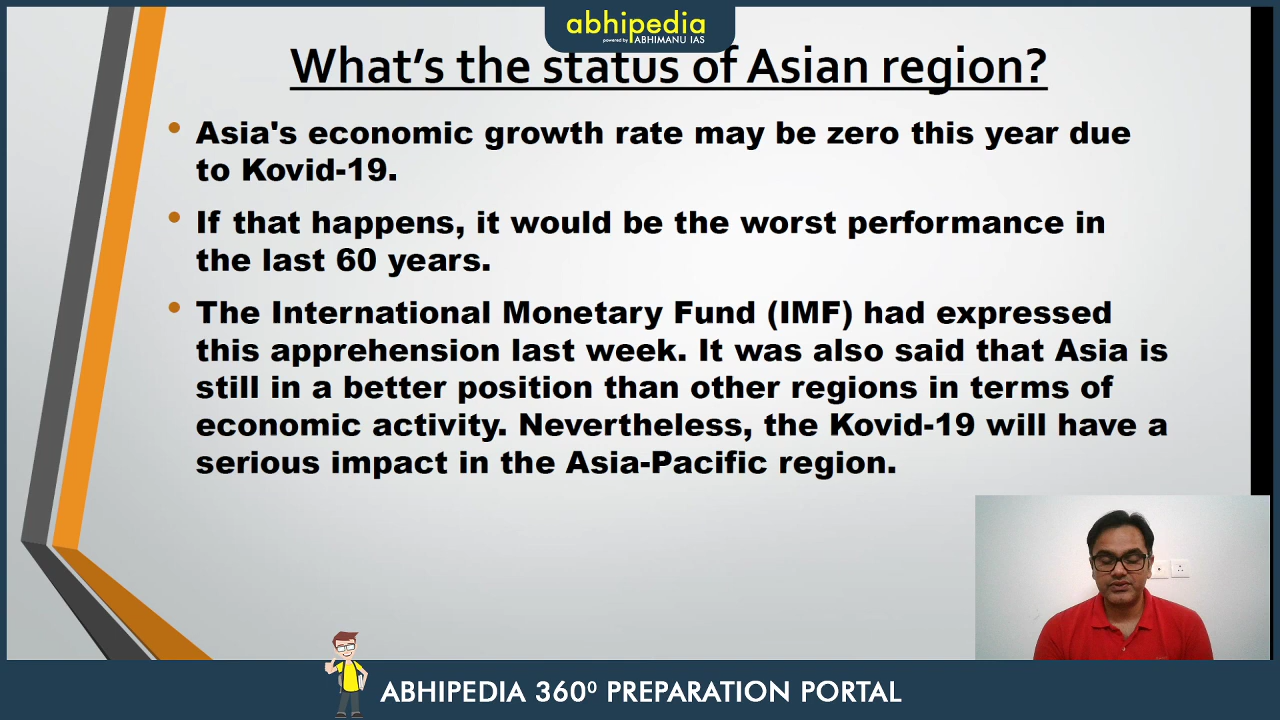 abhipedia
powered by ABHIMANU IAS
What's the status of Asian region?
Asia's economic growth rate may be zero this year due
to Kovid-19.
If that happens, it would be the worst performance in
the last 60 years.
The International Monetary Fund (IMF) had expressed
this apprehension last week. It was also said that Asia is
still in a better position than other regions in terms of
economic activity. Nevertheless, the Kovid-19 will have a
serious impact in the Asia-Pacific region.
ABHIPEDIA 360⁰ PREPARATION PORTAL